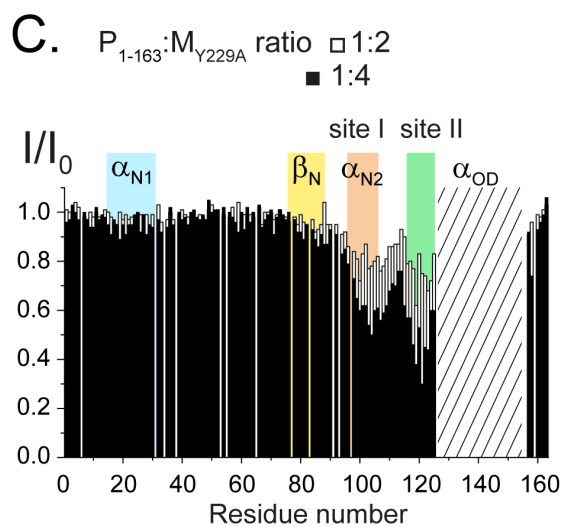 C. P1-163:MY229A ratio □ 1:2
■ 1:4
site I site II
I/I0 αN1 βN αN2 αOD
1.0
0.8
0.6
0.4
0.2
0.0
0 20 40 60 80 100 120 140 160
Residue number